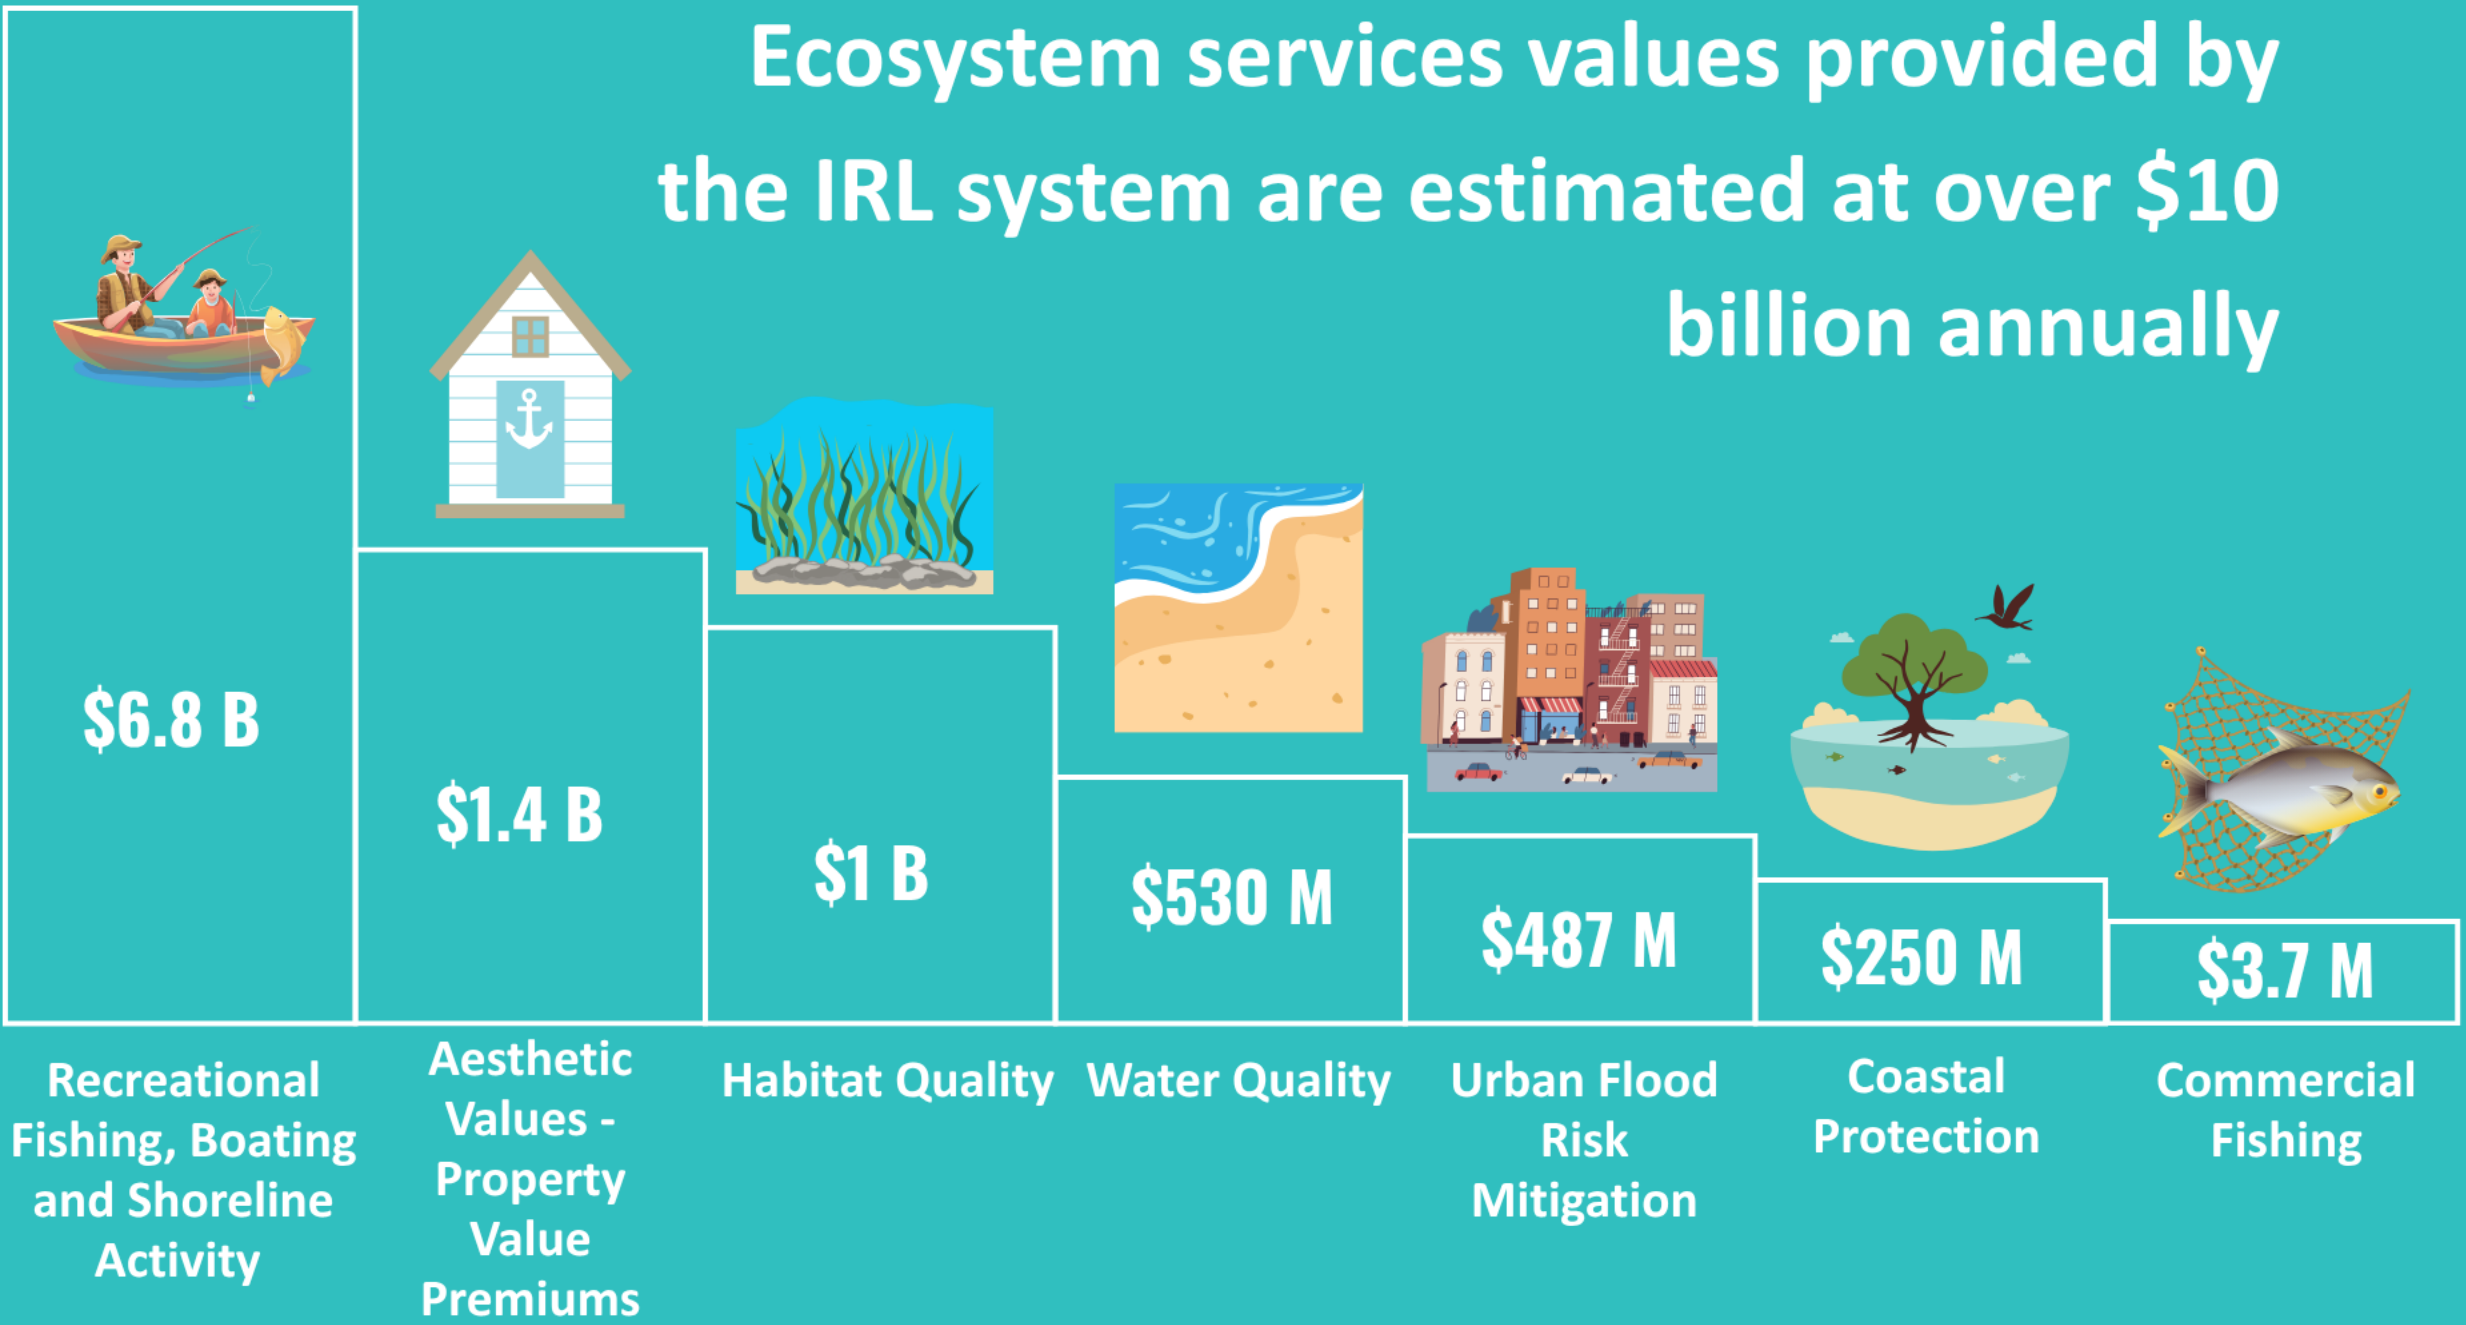 Ecosystem services values provided by
the IRL system are estimated at over $10
billion annually
$6.8 B
$1.4 B
$1 B
$530 M
$487 M
$250 M
$3.7 M
Recreational
Fishing, Boating
and Shoreline
Activity
Aesthetic
Values -
Property
Value
Premiums
Habitat Quality
Water Quality
Urban Flood
Risk
Mitigation
Coastal
Protection
Commercial
Fishing